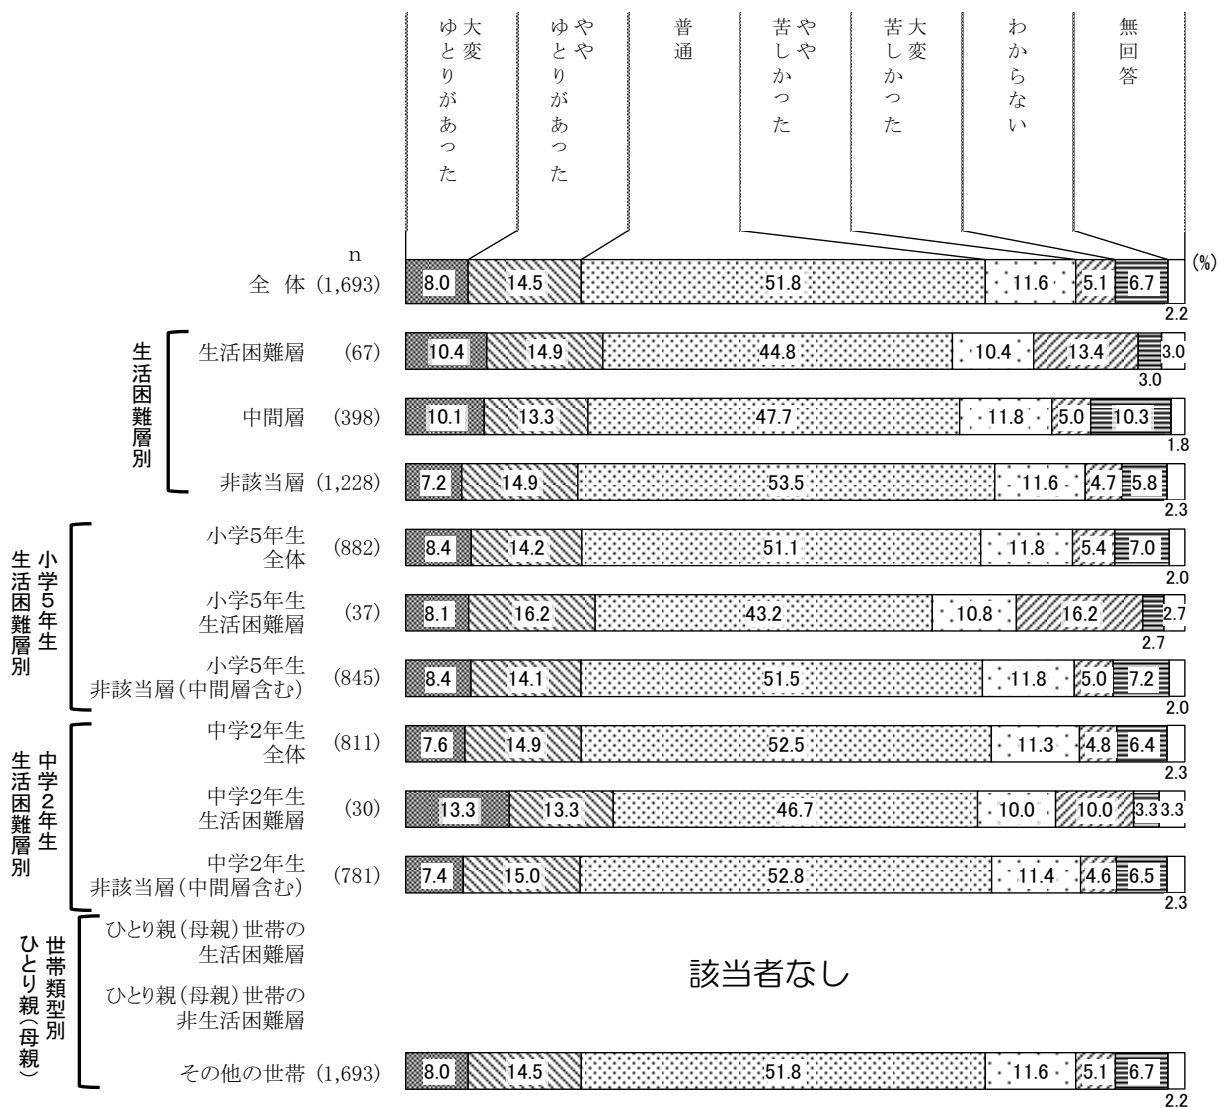 大変
ゆとりがあった
やや
ゆとりがあった
普通
やや
苦しかった
大変
苦しかった
わからない
無回答
n
(%)
全 体 (1,693) 8.0 14.5 51.8 11.6 5.1 6.7
2.2
生活困難層別
生活困難層 (67) 10.4 14.9 44.8 10.4 13.4 3.0
3.0
中間層 (398) 10.1 13.3 47.7 11.8 5.0 10.3
1.8
非該当層 (1,228) 7.2 14.9 53.5 11.6 4.7 5.8
2.3
小学5年生
生活困難層別
小学5年生
全体
(882) 8.4 14.2 51.1 11.8 5.4 7.0
2.0
小学5年生
生活困難層
(37) 8.1 16.2 43.2 10.8 16.2 2.7
2.7
小学5年生
非該当層(中間層含む)
(845) 8.4 14.1 51.5 11.8 5.0 7.2
2.0
中学2年生
生活困難層別
中学2年生
全体
(811) 7.6 14.9 52.5 11.3 4.8 6.4
2.3
中学2年生
生活困難層
(30) 13.3 13.3 46.7 10.0 10.0 3.3 3.3
中学2年生
非該当層(中間層含む)
(781) 7.4 15.0 52.8 11.4 4.6 6.5
2.3
世帯類型別
ひとり親(母親)
ひとり親(母親)世帯の
生活困難層
該当者なし
ひとり親(母親)世帯の
非生活困難層
その他の世帯 (1,693) 8.0 14.5 51.8 11.6 5.1 6.7
2.2